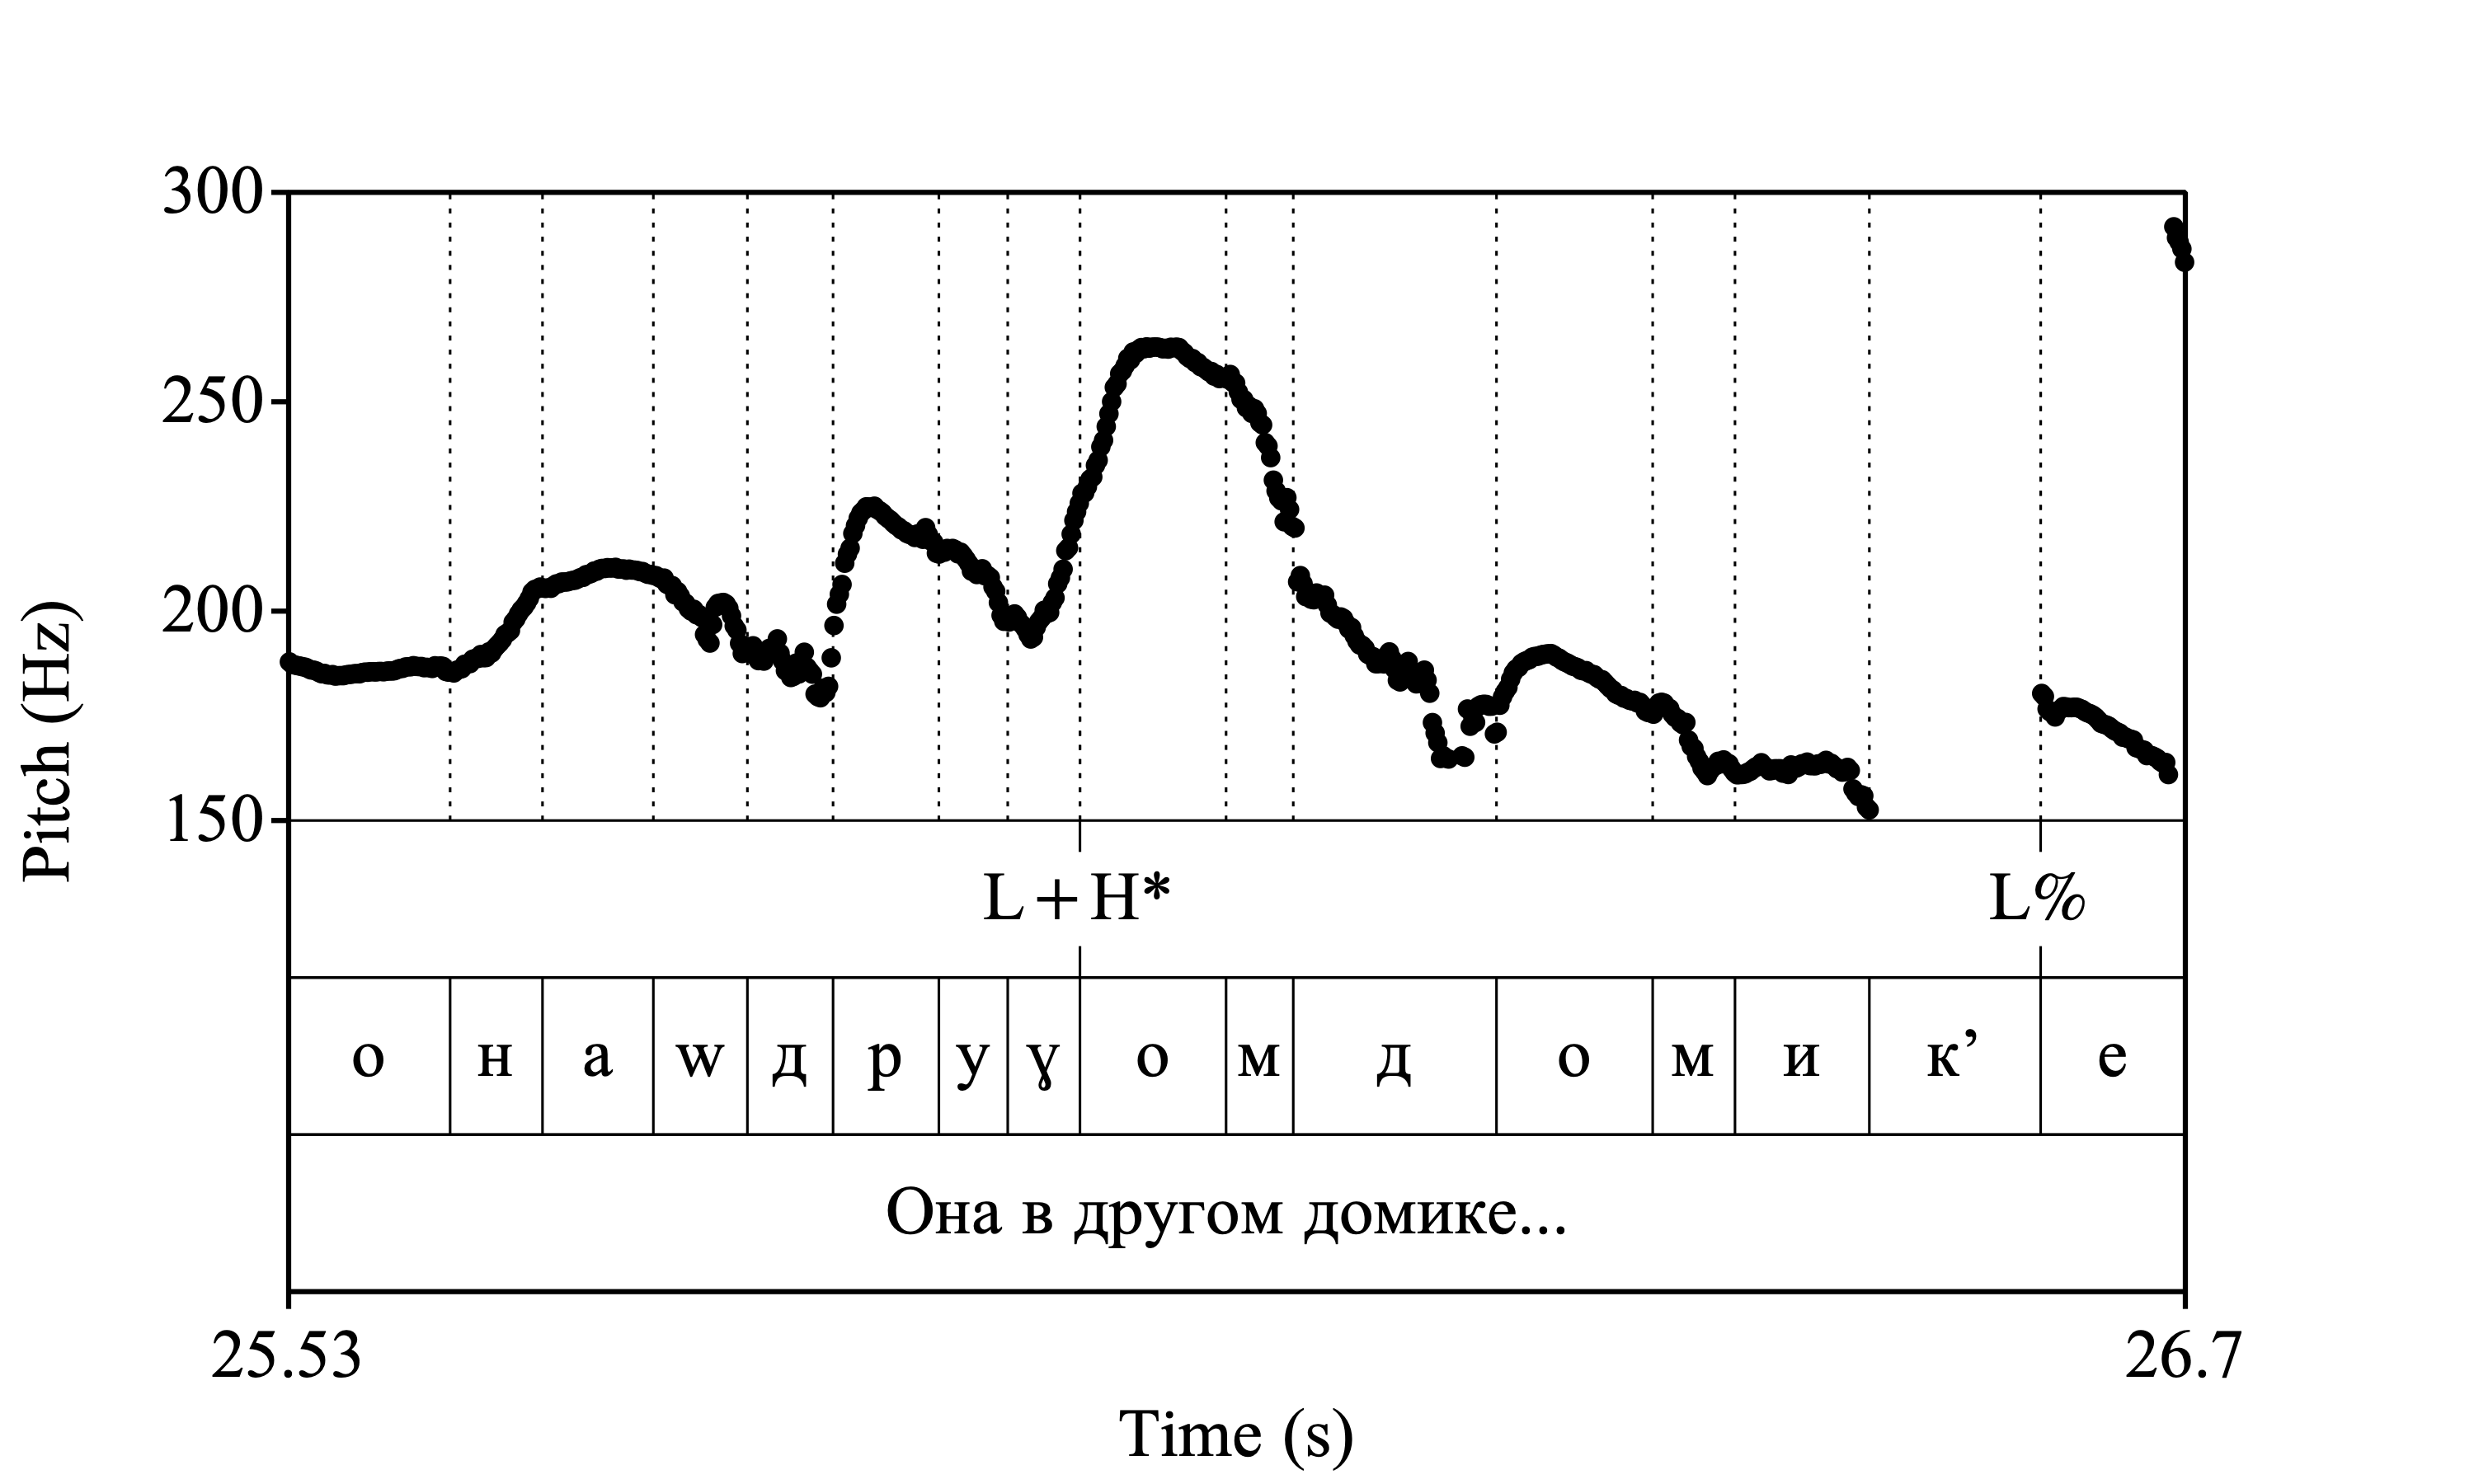 300
250
200
150
Pitch (Hz)
L+H* L%
о н а w д р у ɣ о м д о м и к’ е
Она в другом домике...
25.53 26.7
Time (s)